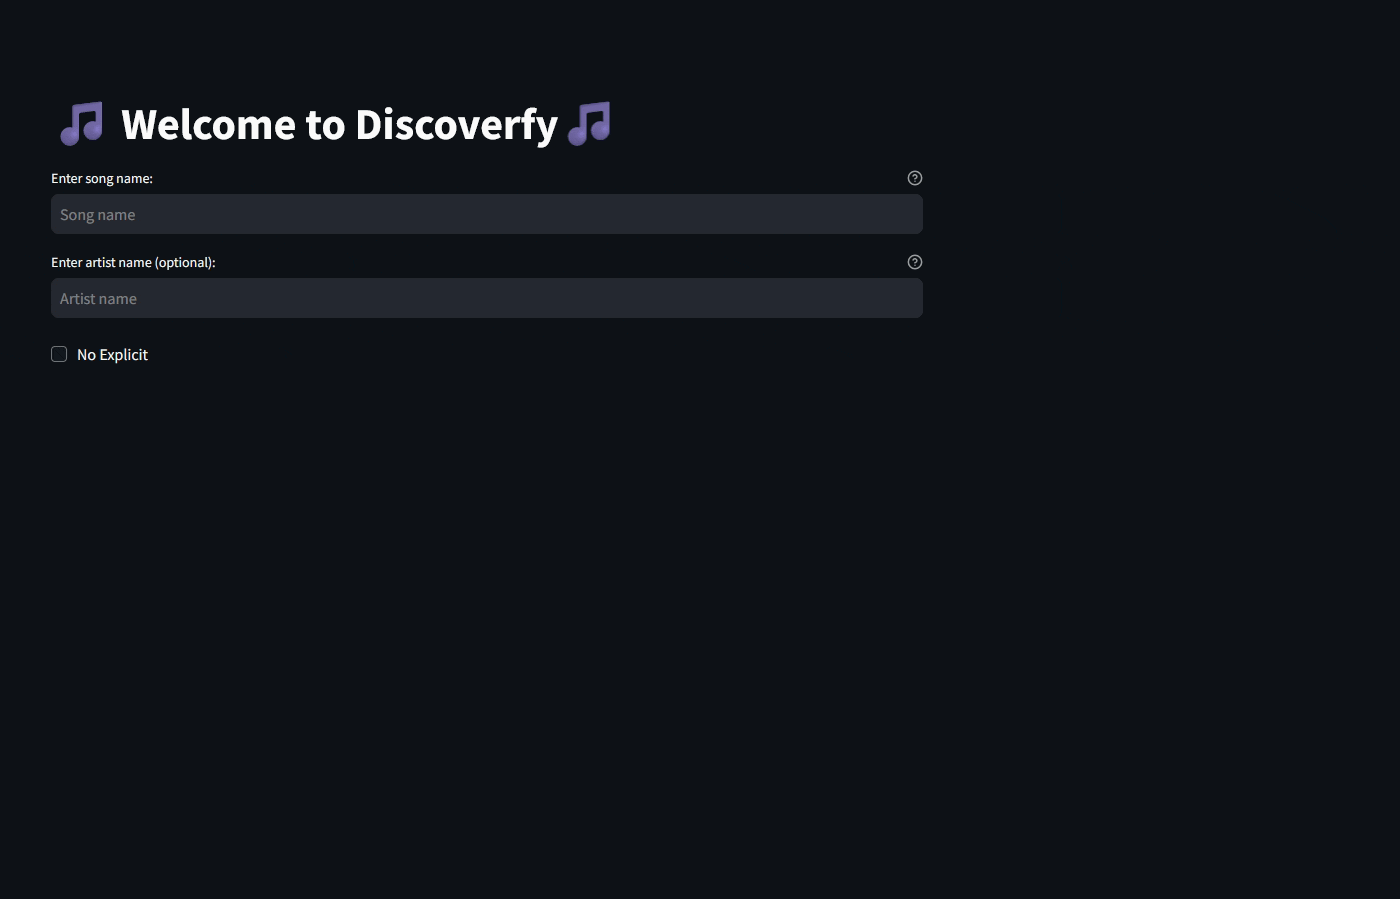 Welcome to Discoverfy
Enter song name:
Song name
Enter artist name (optional):
Artist name
No Explicit